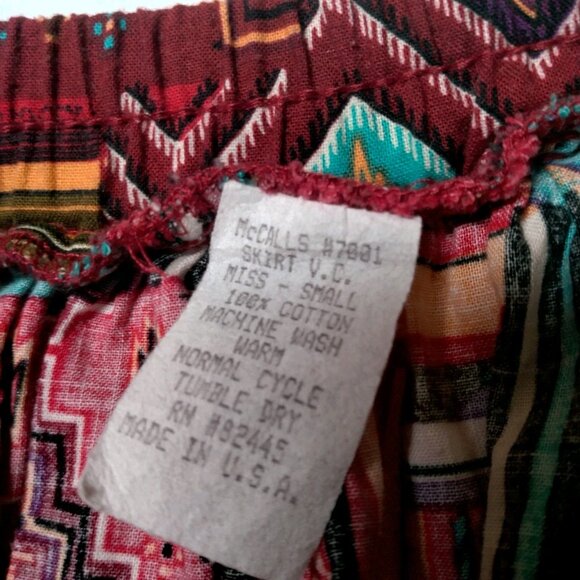 McCALLS #7001
SKIRT V.C.
MISS - SMALL
100% COTTON
MACHINE WASH
WARM
NORMAL CYCLE
TUMBLE DRY
RN #82445
MADE IN U.S.A.